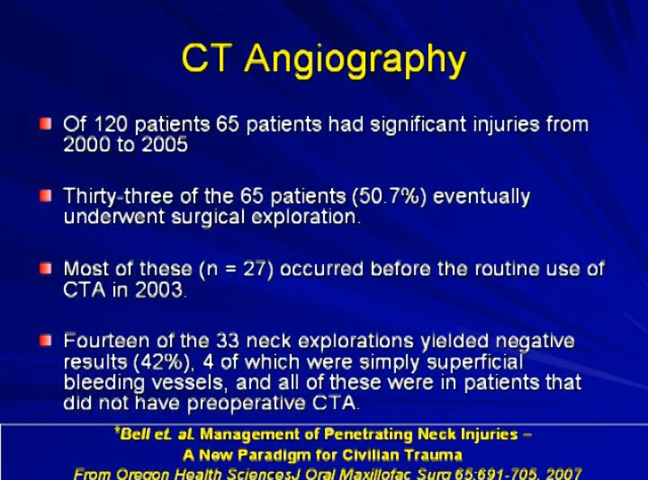 CT Angiography
Of 120 patients 65 patients had significant injuries from
2000 to 2005
Thirty-three of the 65 patients (50.7%) eventually
underwent surgical exploration.
Most of these (n = 27) occurred before the routine use of
CTA in 2003.
Fourteen of the 33 neck explorations yielded negative
results (42%), 4 of which were simply superficial
bleeding vessels, and all of these were in patients that
did not have preoperative CTA.
*Bell et. al. Management of Penetrating Neck Injuries –
A New Paradigm for Civilian Trauma
From Oregon Health SciencesJ Oral Maxillofac Surg 65:691-705, 2007